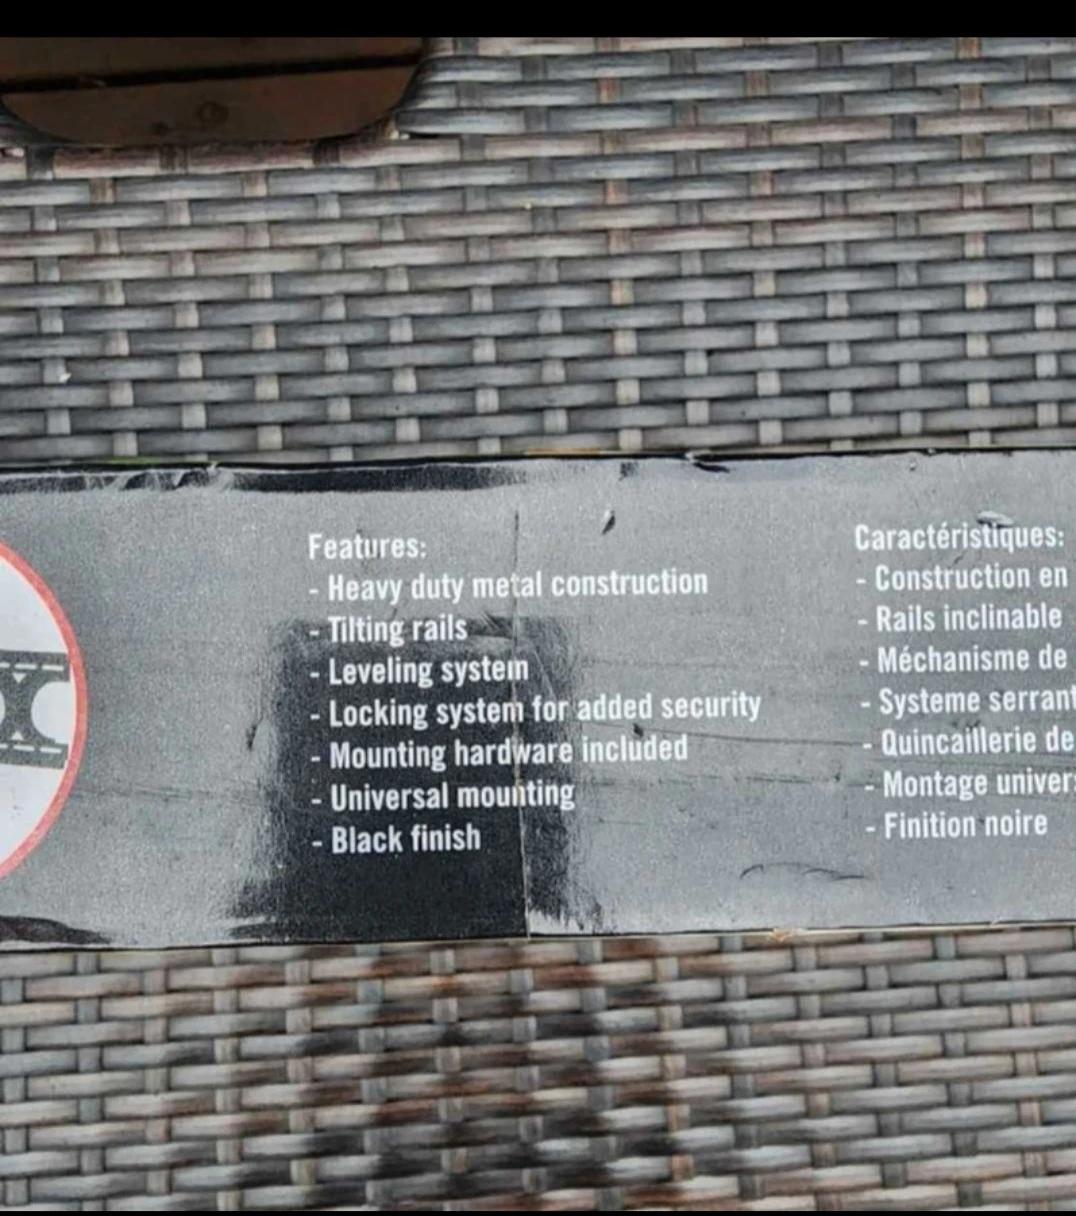 Features:
- Heavy duty metal construction
- Tilting rails
- Leveling system
- Locking system for added security
- Mounting hardware included
- Universal mounting
- Black finish
Caractéristiques:
- Construction en
- Rails inclinable
- Méchanisme de
- Systeme serrant
- Quincaillerie de
- Montage univers
- Finition noire